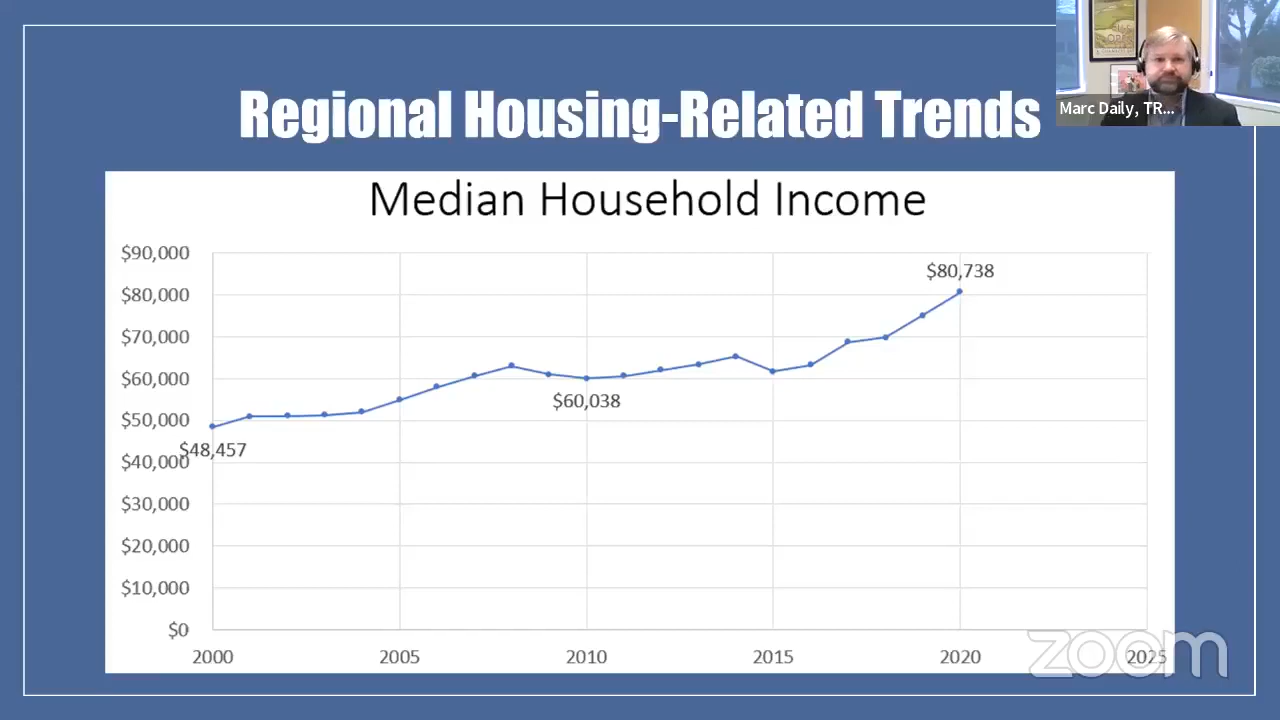 Regional Housing-Related Trends
Marc Daily, TR...
Median Household Income
$90,000
$80,000
$70,000
$60,000
$50,000
$40,000
$30,000
$20,000
$10,000
$0
$48,457
$60,038
$80,738
2000 2005 2010 2015 2020 2025
zoom